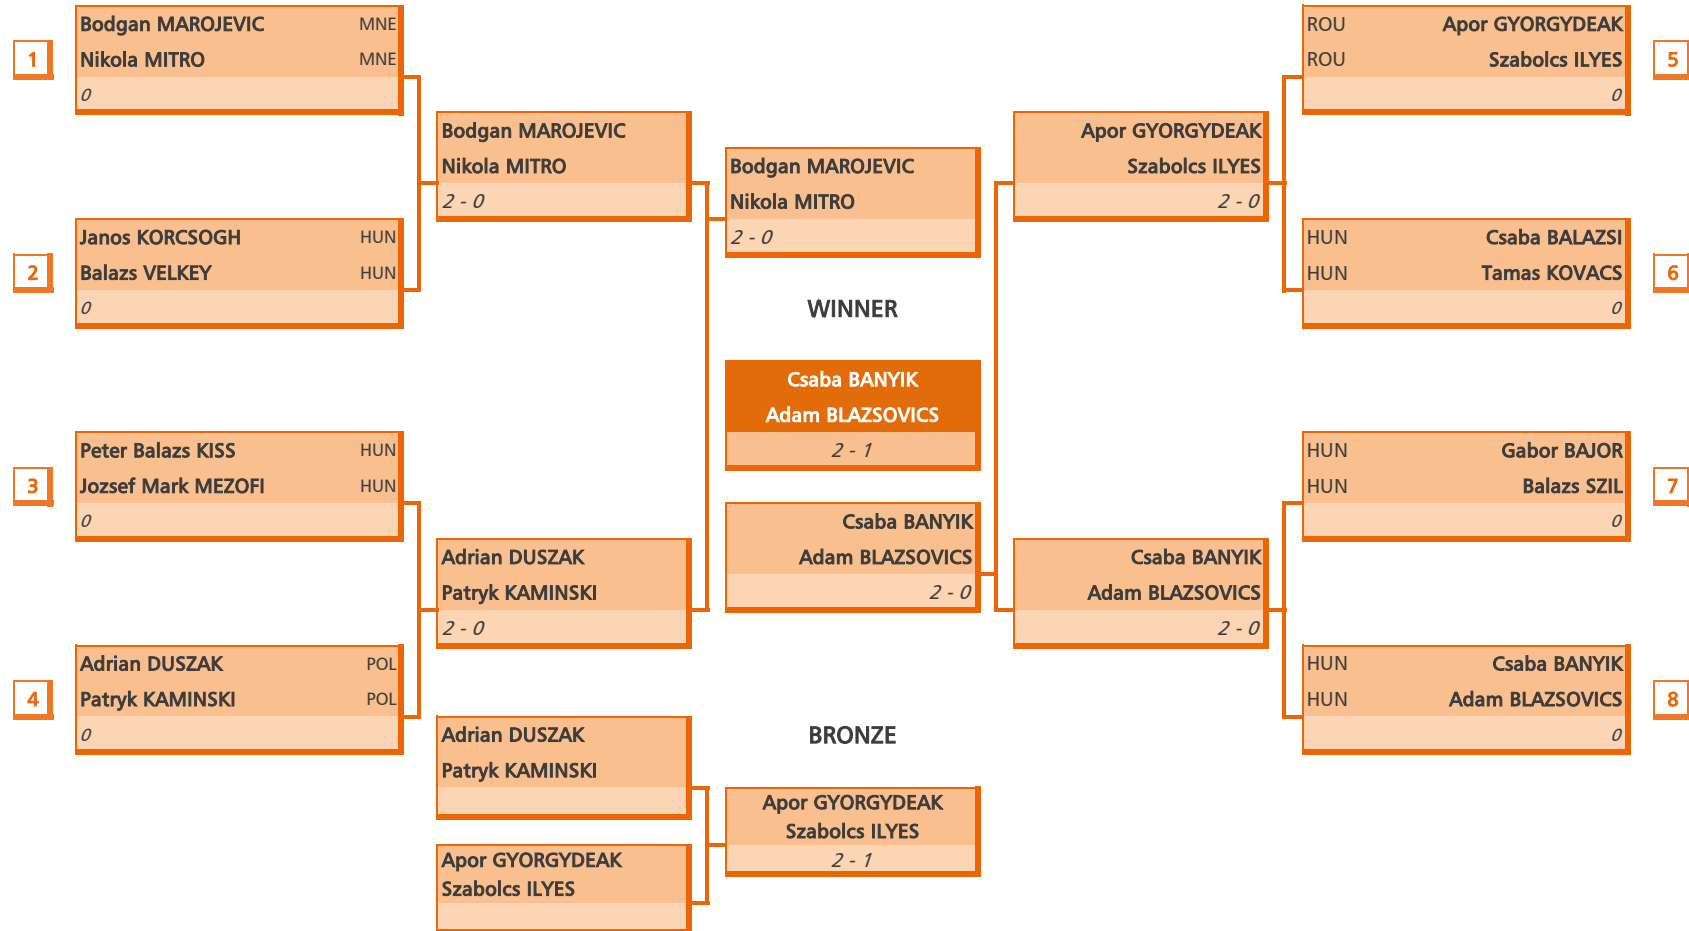 1
Bodgan MAROJEVIC MNE
Nikola MITRO MNE
0
2
Janos KORCSOGH HUN
Balazs VELKEY HUN
0
3
Peter Balazs KISS HUN
Jozsef Mark MEZOFI HUN
0
4
Adrian DUSZAK POL
Patryk KAMINSKI POL
0
Bodgan MAROJEVIC
Nikola MITRO
2 - 0
Adrian DUSZAK
Patryk KAMINSKI
2 - 0
Adrian DUSZAK
Patryk KAMINSKI
Apor GYORGYDEAK
Szabolcs ILYES
Bodgan MAROJEVIC
Nikola MITRO
2 - 0
WINNER
Csaba BANYIK
Adam BLAZSOVICS
2 - 1
Csaba BANYIK
Adam BLAZSOVICS
2 - 0
BRONZE
Apor GYORGYDEAK
Szabolcs ILYES
2 - 1
Apor GYORGYDEAK
Szabolcs ILYES
2 - 0
Csaba BANYIK
Adam BLAZSOVICS
2 - 0
ROU Apor GYORGYDEAK
ROU Szabolcs ILYES
0
5
HUN Csaba BALAZSI
HUN Tamas KOVACS
0
6
HUN Gabor BAJOR
HUN Balazs SZIL
0
7
HUN Csaba BANYIK
HUN Adam BLAZSOVICS
0
8